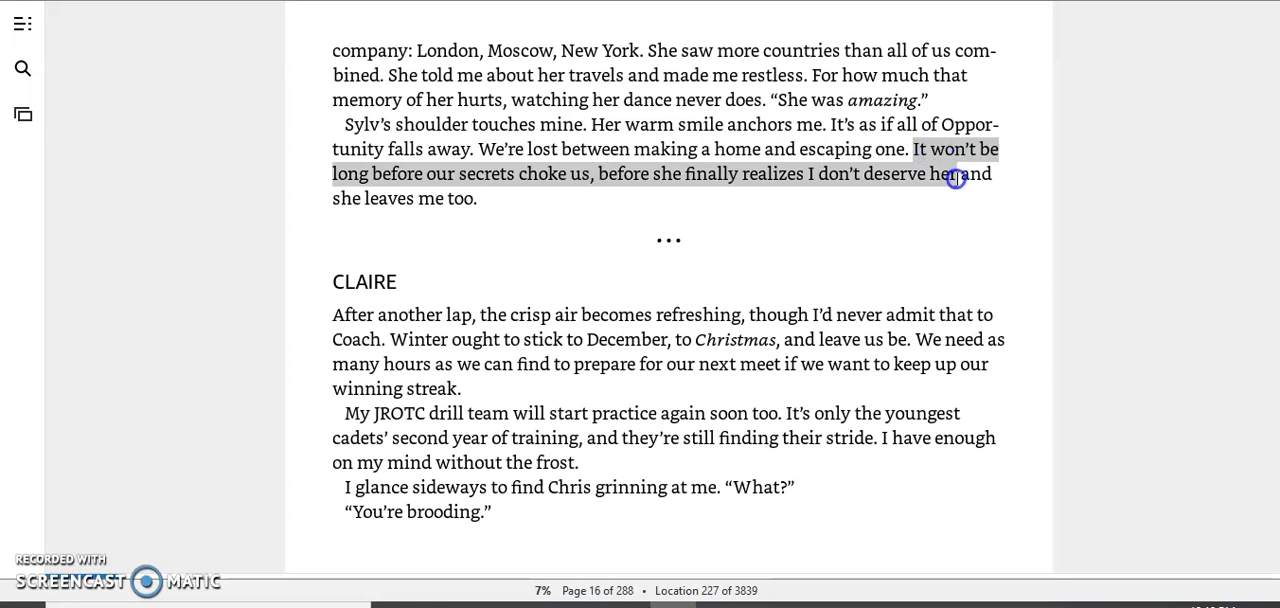 company: London, Moscow, New York. She saw more countries than all of us com-
bined. She told me about her travels and made me restless. For how much that
memory of her hurts, watching her dance never does. “She was amazing.”
Sylv’s shoulder touches mine. Her warm smile anchors me. It’s as if all of Oppor-
tunity falls away. We’re lost between making a home and escaping one. It won’t be
long before our secrets choke us, before she finally realizes I don’t deserve her and
she leaves me too.
• • •
CLAIRE
After another lap, the crisp air becomes refreshing, though I’d never admit that to
Coach. Winter ought to stick to December, to Christmas, and leave us be. We need as
many hours as we can find to prepare for our next meet if we want to keep up our
winning streak.
My JROTC drill team will start practice again soon too. It’s only the youngest
cadets’ second year of training, and they’re still finding their stride. I have enough
on my mind without the frost.
I glance sideways to find Chris grinning at me. “What?”
“You’re brooding.”
RECORDED WITH
SCREENCAST MATIC
7% Page 16 of 288 • Location 227 of 3839